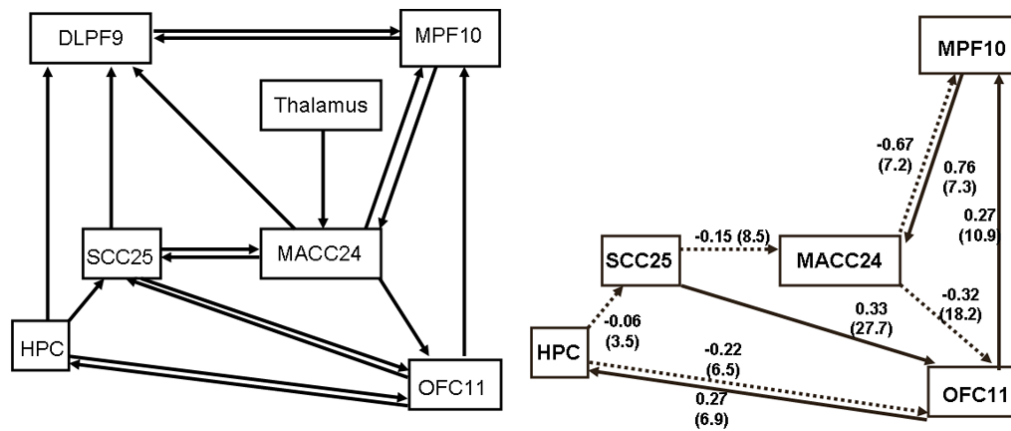 DLPF9
MPF10
Thalamus
SCC25
MACC24
HPC
OFC11
MPF10
-0.67
(7.2)
0.76
(7.3)
0.27
(10.9)
SCC25
-0.15 (8.5)
MACC24
-0.06
(3.5)
0.33
(27.7)
-0.32
(18.2)
HPC
-0.22
(6.5)
0.27
(6.9)
OFC11